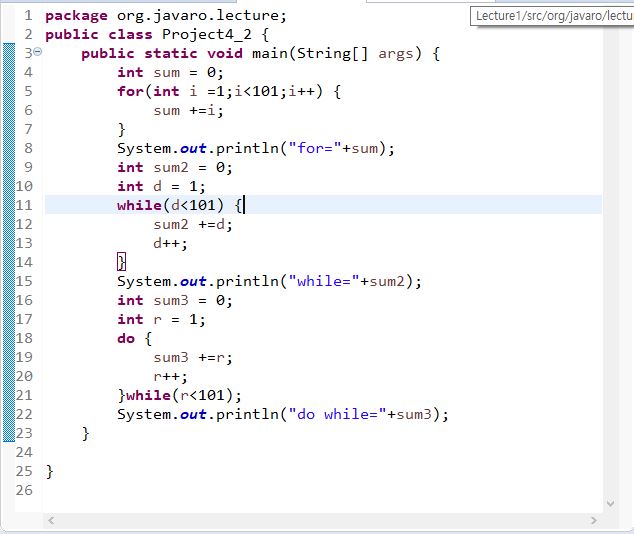 Lecture1/src/org/javaro/lectu
1 package org.javaro.lecture;
2 public class Project4_2 {
3     public static void main(String[] args) {
4         int sum = 0;
5         for(int i =1;i<101;i++) {
6             sum +=i;
7         }
8         System.out.println("for="+sum);
9         int sum2 = 0;
10         int d = 1;
11         while(d<101) {
12             sum2 +=d;
13             d++;
14         }
15         System.out.println("while="+sum2);
16         int sum3 = 0;
17         int r = 1;
18         do {
19             sum3 +=r;
20             r++;
21         }while(r<101);
22         System.out.println("do while="+sum3);
23     }
24
25 }
26